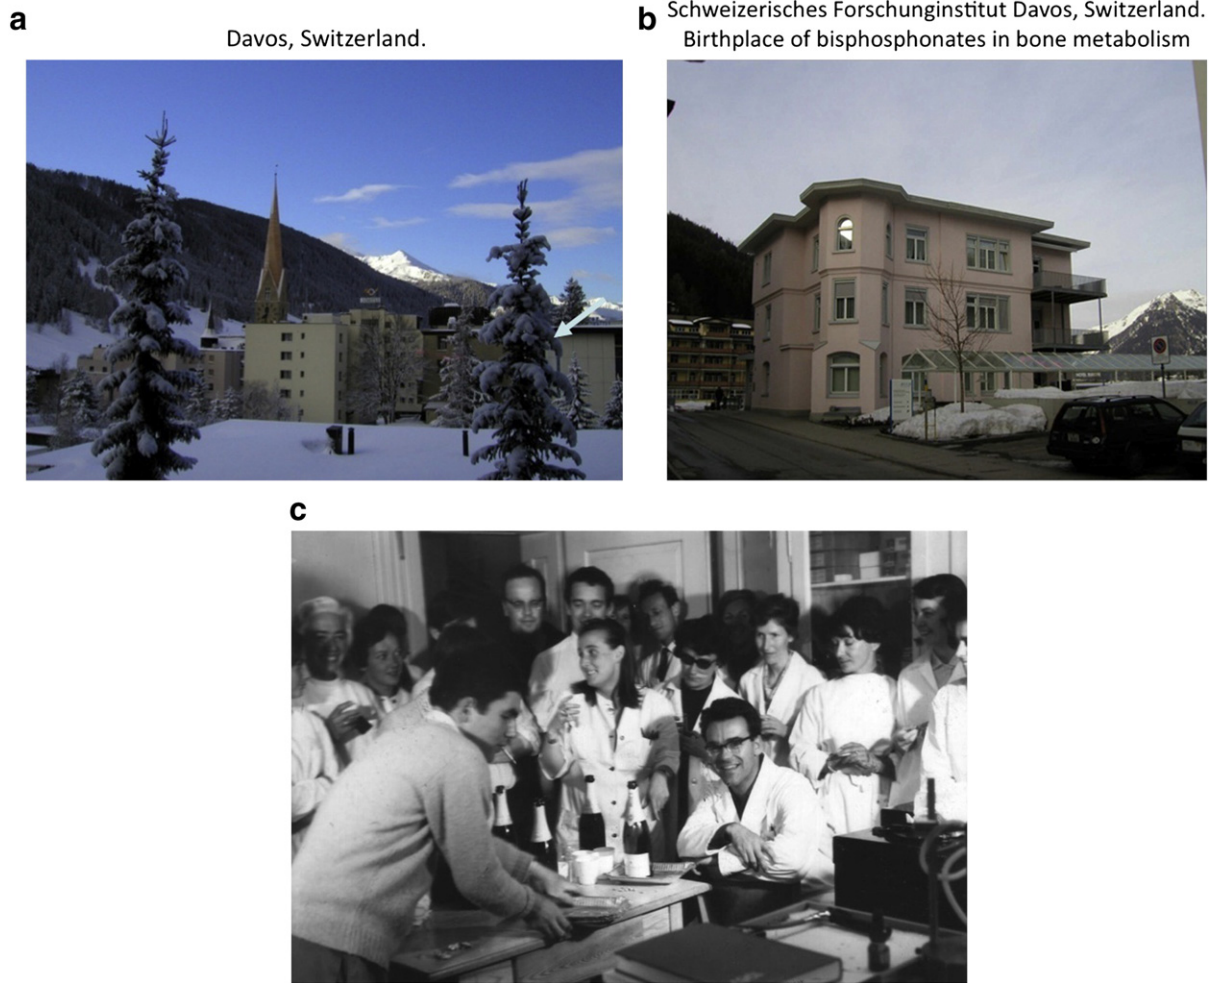 a
Davos, Switzerland.
b
Schweizerisches Forschunginstitut Davos, Switzerland.
Birthplace of bisphosphonates in bone metabolism
c